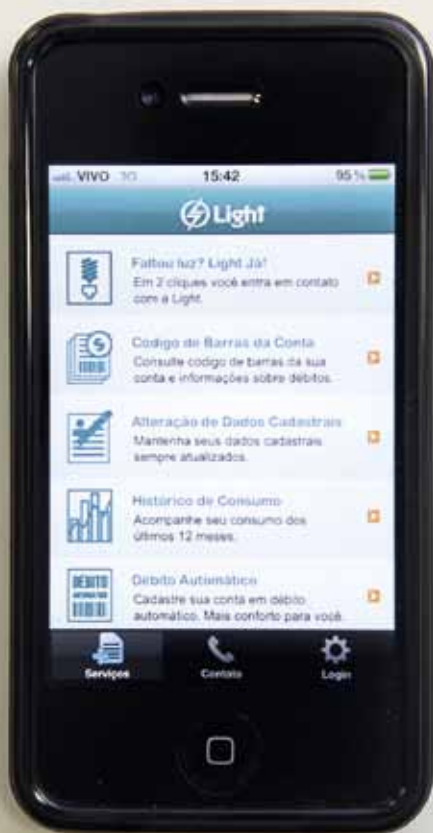 VIVO 3G 15:42 95%
Light
Faltou luz? Light Já!
Em 2 cliques você entra em contato
com a Light.
Código de Barras da Conta
Consulte código de barras da sua
conta e informações sobre débitos.
Alteração de Dados Cadastrais
Mantenha seus dados cadastrais
sempre atualizados.
Histórico de Consumo
Acompanhe seu consumo dos
últimos 12 meses.
DÉBITO
Débito Automático
Cadastre sua conta em débito
automático. Mais conforto para você.
Serviços Contato Login